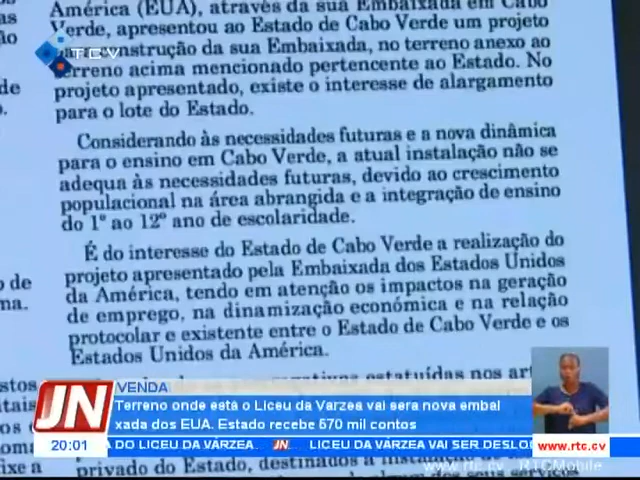 América (EUA), através da sua Embaixada em Cabo
Verde, apresentou ao Estado de Cabo Verde um projeto
construção da sua Embaixada, no terreno anexo ao
terreno acima mencionado pertencente ao Estado. No
projeto apresentado, existe o interesse de alargamento
para o lote do Estado.
Considerando às necessidades futuras e a nova dinâmica
para o ensino em Cabo Verde, a atual instalação não se
adequa às necessidades futuras, devido ao crescimento
populacional na área abrangida e a integração de ensino
do 1º ao 12º ano de escolaridade.
É do interesse do Estado de Cabo Verde a realização do
projeto apresentado pela Embaixada dos Estados Unidos
da América, tendo em atenção os impactos na geração
de emprego, na dinamização económica e na relação
protocolar e existente entre o Estado de Cabo Verde e os
Estados Unidos da América.
estatuídas nos
TCV
JN
VENDA
Terreno onde está o Liceu da Varzea vai sera nova embai
xada dos EUA. Estado recebe 670 mil contos
20:01
A DO LICEU DA VÁRZEA. JN. LICEU DA VÁRZEA VAI SER DESLO
www.rtc.cv
privado do Estado, destinados a
www.rtc.cv RTCMobile